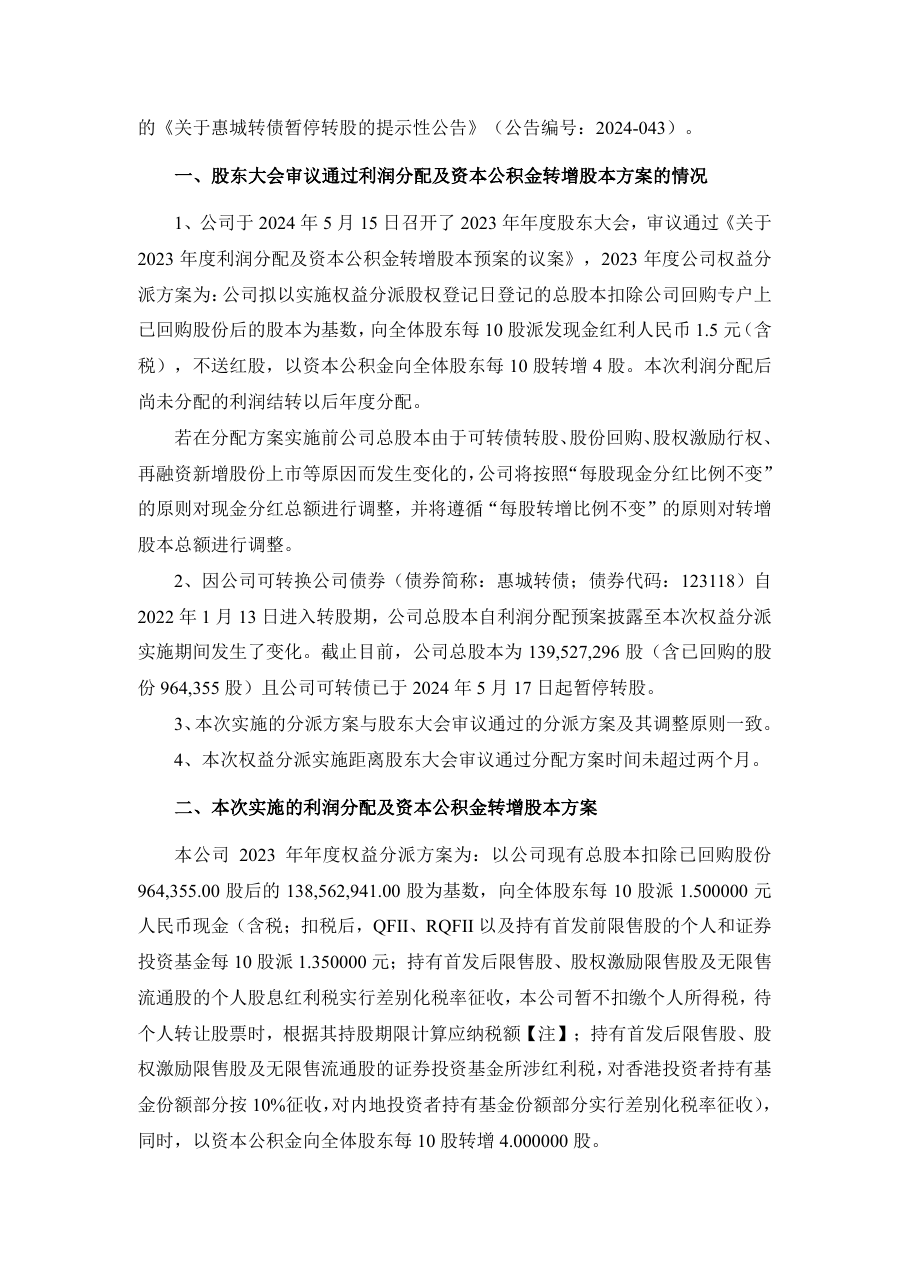 的《关于惠城转债暂停转股的提示性公告》（公告编号：2024-043）。
一、股东大会审议通过利润分配及资本公积金转增股本方案的情况
1、公司于 2024 年 5 月 15 日召开了 2023 年年度股东大会，审议通过《关于
2023 年度利润分配及资本公积金转增股本预案的议案》，2023 年度公司权益分
派方案为：公司拟以实施权益分派股权登记日登记的总股本扣除公司回购专户上
已回购股份后的股本为基数，向全体股东每 10 股派发现金红利人民币 1.5 元（含
税），不送红股，以资本公积金向全体股东每 10 股转增 4 股。本次利润分配后
尚未分配的利润结转以后年度分配。
若在分配方案实施前公司总股本由于可转债转股、股份回购、股权激励行权、
再融资新增股份上市等原因而发生变化的，公司将按照“每股现金分红比例不变”
的原则对现金分红总额进行调整，并将遵循“每股转增比例不变”的原则对转增
股本总额进行调整。
2、因公司可转换公司债券（债券简称：惠城转债；债券代码：123118）自
2022 年 1 月 13 日进入转股期，公司总股本自利润分配预案披露至本次权益分派
实施期间发生了变化。截止目前，公司总股本为 139,527,296 股（含已回购的股
份 964,355 股）且公司可转债已于 2024 年 5 月 17 日起暂停转股。
3、本次实施的分派方案与股东大会审议通过的分派方案及其调整原则一致。
4、本次权益分派实施距离股东大会审议通过分配方案时间未超过两个月。
二、本次实施的利润分配及资本公积金转增股本方案
本公司 2023 年年度权益分派方案为：以公司现有总股本扣除已回购股份
964,355.00 股后的 138,562,941.00 股为基数，向全体股东每 10 股派 1.500000 元
人民币现金（含税；扣税后，QFII、RQFII 以及持有首发前限售股的个人和证券
投资基金每 10 股派 1.350000 元；持有首发后限售股、股权激励限售股及无限售
流通股的个人股息红利税实行差别化税率征收，本公司暂不扣缴个人所得税，待
个人转让股票时，根据其持股期限计算应纳税额【注】；持有首发后限售股、股
权激励限售股及无限售流通股的证券投资基金所涉红利税，对香港投资者持有基
金份额部分按 10%征收，对内地投资者持有基金份额部分实行差别化税率征收），
同时，以资本公积金向全体股东每 10 股转增 4.000000 股。